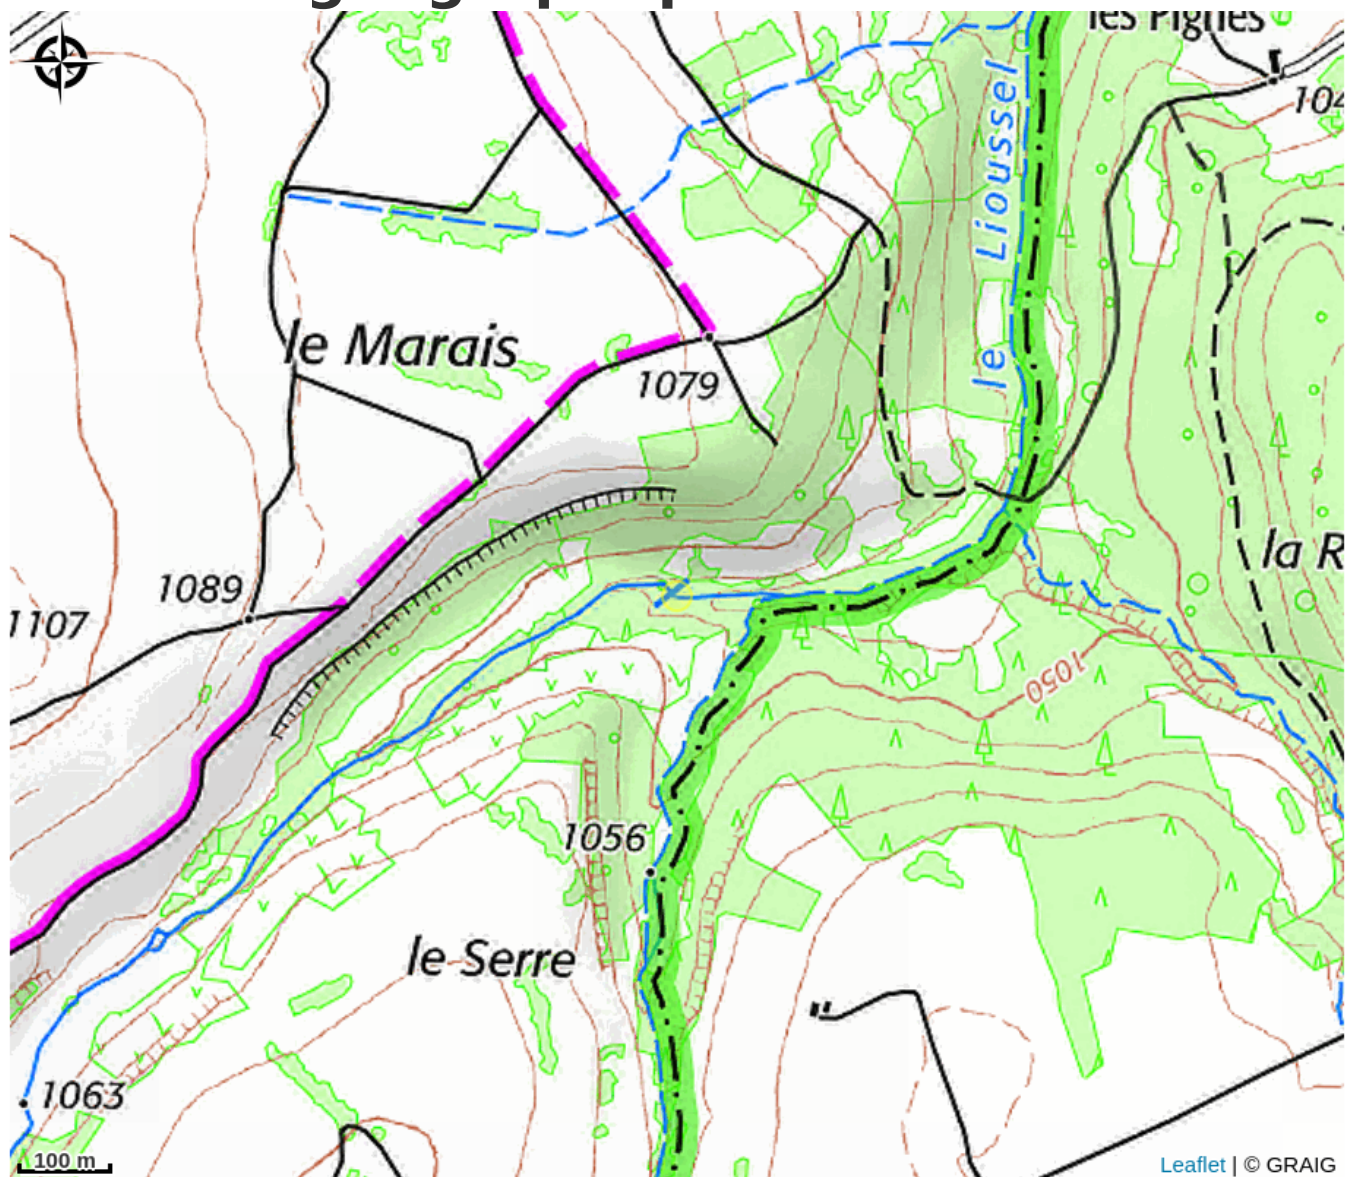 les Pignes
104
le Lioussel
le Marais
1079
la R
1089
1107
1050
1056
le Serre
1063
100 m
Leaflet | © GRAIG